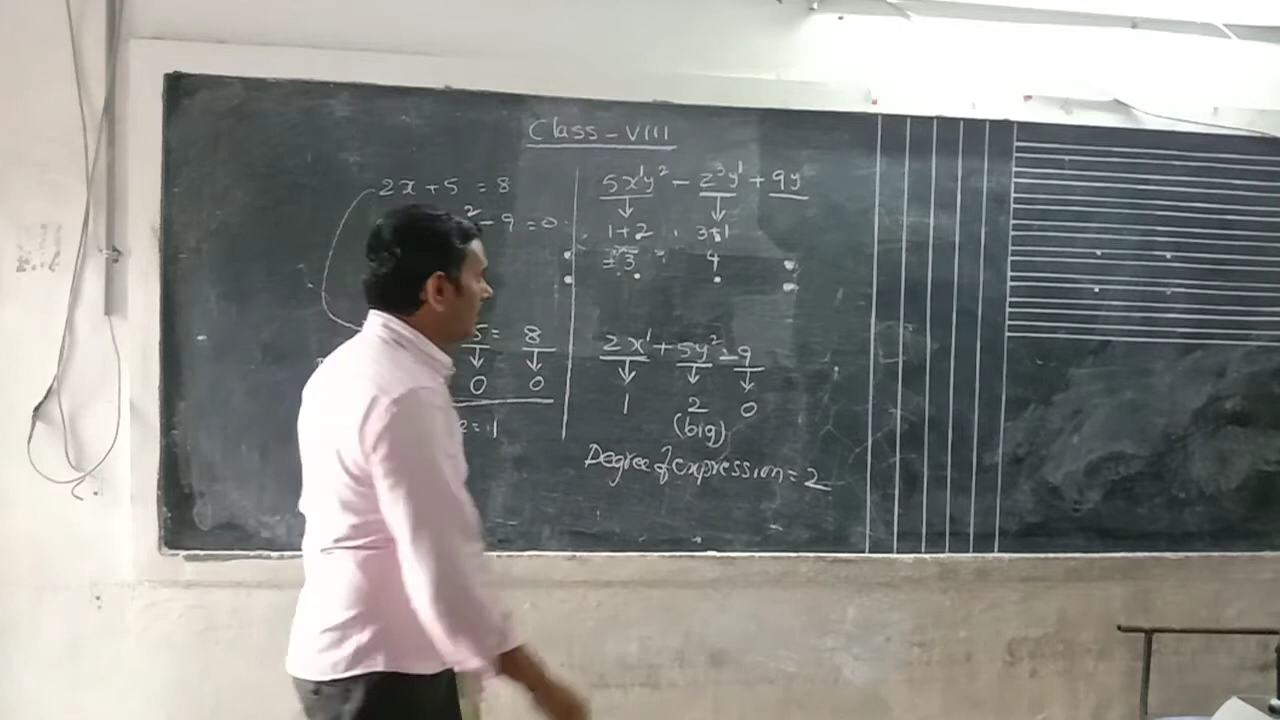 Class - VIII
2x + 5 = 8
2 - 9 = 0
5 = 8
0 0
= 1
5x¹y² - z³y¹ + 9y
1+2 3+1
= 3 4
2x¹ + 5y² - 9
1 2 0
(big)
Degree of expression = 2